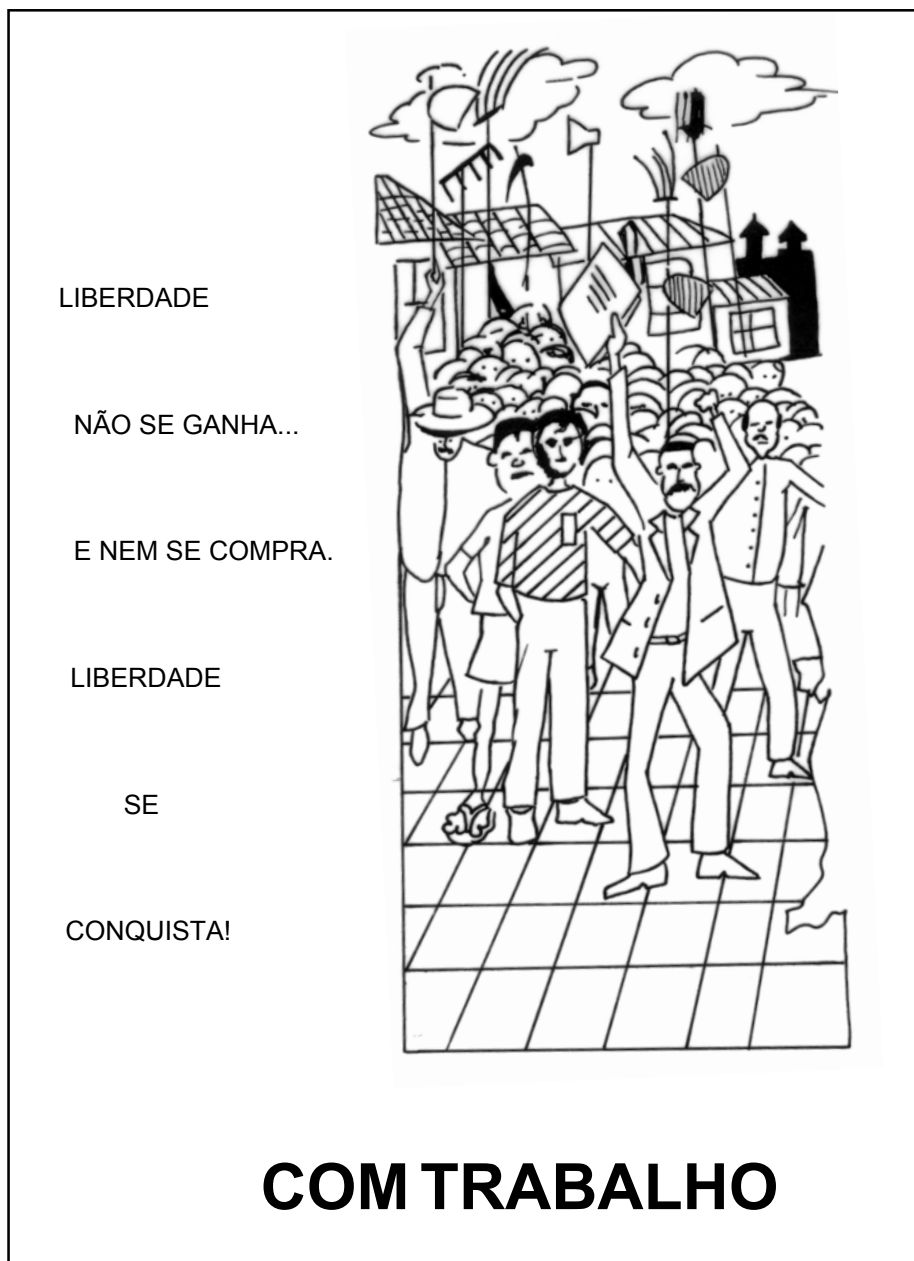 LIBERDADE
NÃO SE GANHA...
E NEM SE COMPRA.
LIBERDADE
SE
CONQUISTA!
COM TRABALHO